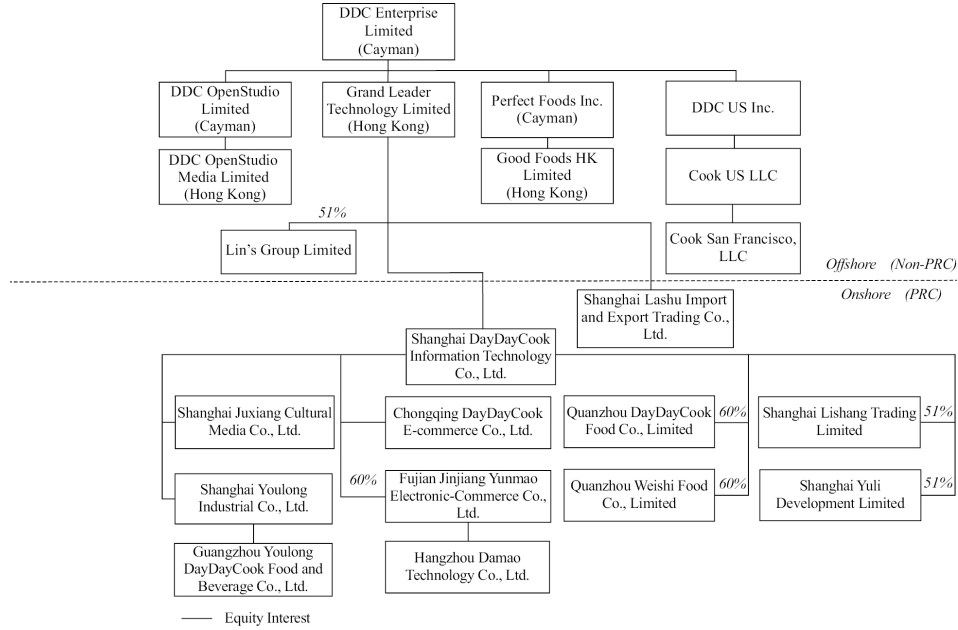 DDC Enterprise
Limited
(Cayman)
DDC OpenStudio
Limited
(Cayman)
Grand Leader
Technology Limited
(Hong Kong)
Perfect Foods Inc.
(Cayman)
DDC US Inc.
DDC OpenStudio
Media Limited
(Hong Kong)
Good Foods HK
Limited
(Hong Kong)
Cook US LLC
51%
Lin's Group Limited
Cook San Francisco,
LLC
Offshore (Non-PRC)
Onshore (PRC)
Shanghai Lashu Import
and Export Trading Co.,
Ltd.
Shanghai DayDayCook
Information Technology
Co., Ltd.
Shanghai Juxiang Cultural
Media Co., Ltd.
Chongqing DayDayCook
E-commerce Co., Ltd.
Quanzhou DayDayCook
Food Co., Limited
60%
Shanghai Lishang Trading
Limited
51%
Shanghai Youlong
Industrial Co., Ltd.
60%
Fujian Jinjiang Yunmao
Electronic-Commerce Co.,
Ltd.
Quanzhou Weishi Food
Co., Limited
60%
Shanghai Yuli
Development Limited
51%
Guangzhou Youlong
DayDayCook Food and
Beverage Co., Ltd.
Hangzhou Damao
Technology Co., Ltd.
Equity Interest